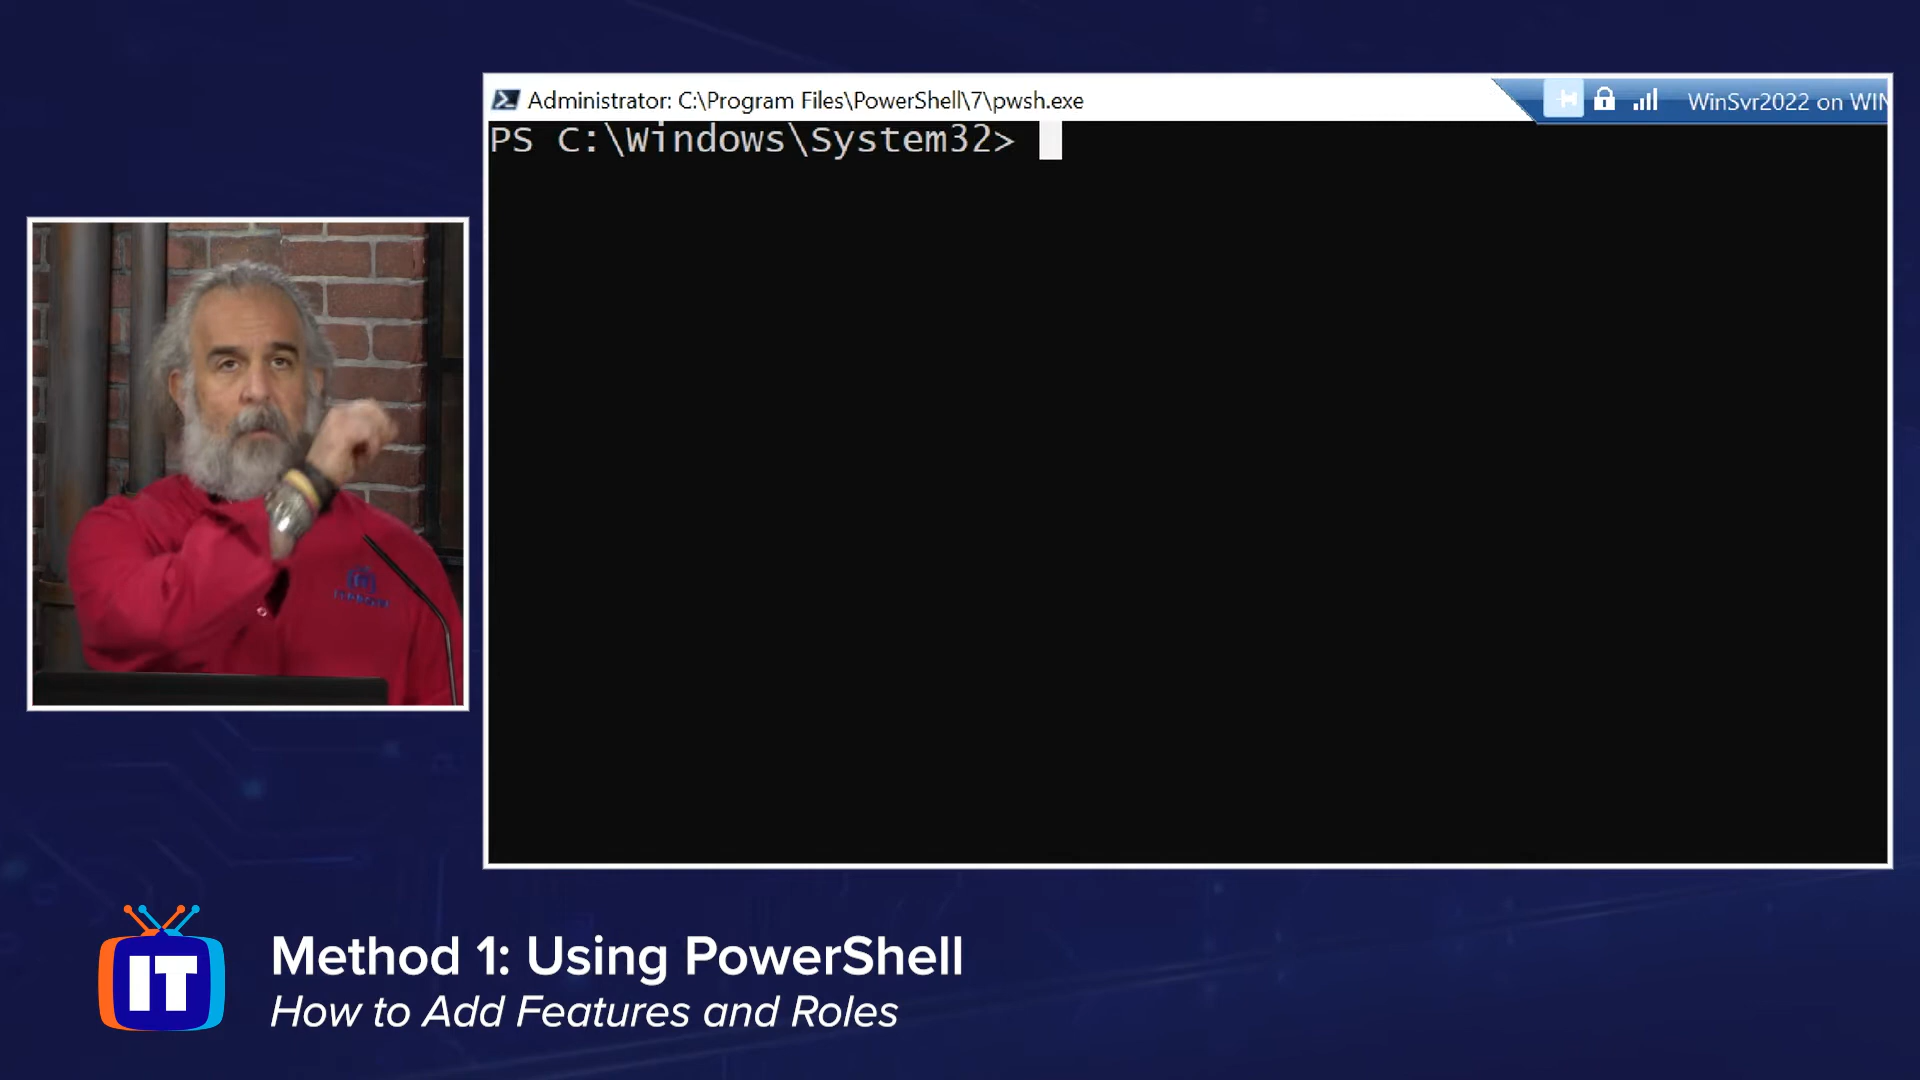 Administrator: C:\Program Files\PowerShell\7\pwsh.exe
WinSvr2022 on WIN
PS C:\Windows\System32>
IT
Method 1: Using PowerShell
How to Add Features and Roles